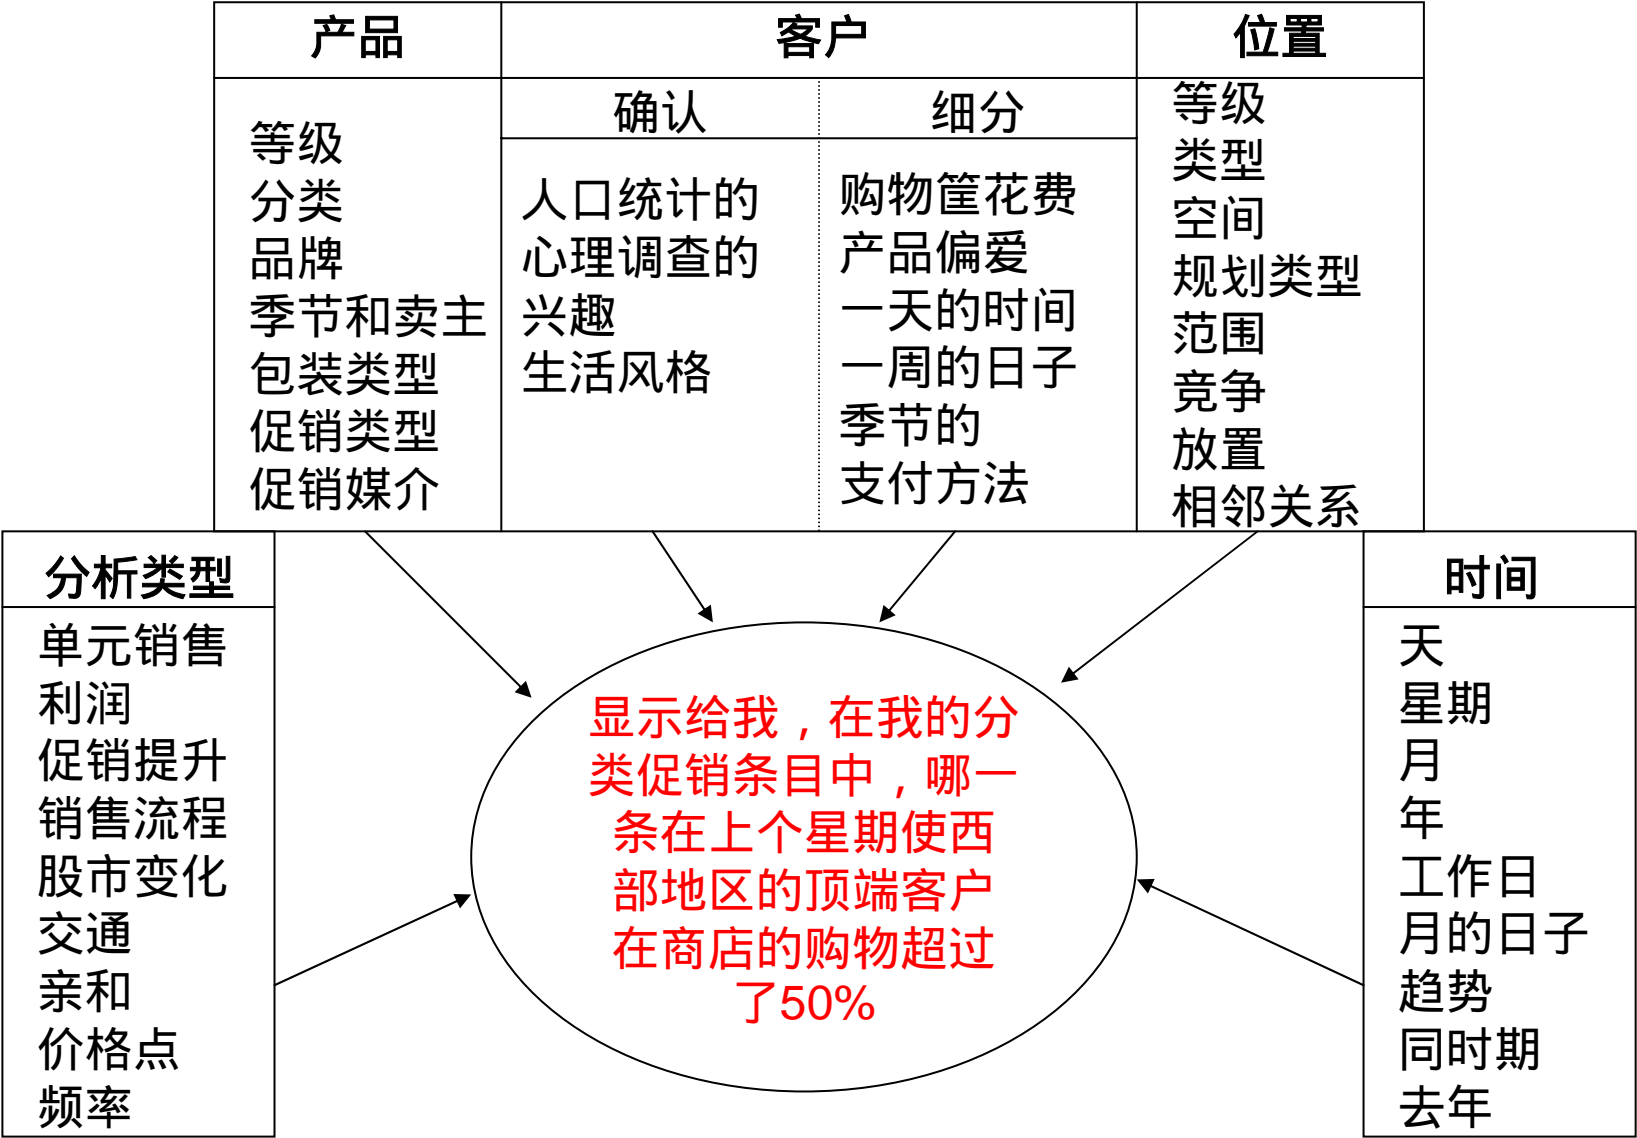 产品
等级
分类
品牌
季节和卖主
包装类型
促销类型
促销媒介
客户
确认
人口统计的
心理调查的
兴趣
生活风格
细分
购物筐花费
产品偏爱
一天的时间
一周的日子
季节的
支付方法
位置
等级
类型
空间
规划类型
范围
竞争
放置
相邻关系
分析类型
单元销售
利润
促销提升
销售流程
股市变化
交通
亲和
价格点
频率
显示给我，在我的分
类促销条目中，哪一
条在上个星期使西
部地区的顶端客户
在商店的购物超过
了50%
时间
天
星期
月
年
工作日
月的日子
趋势
同时期
去年